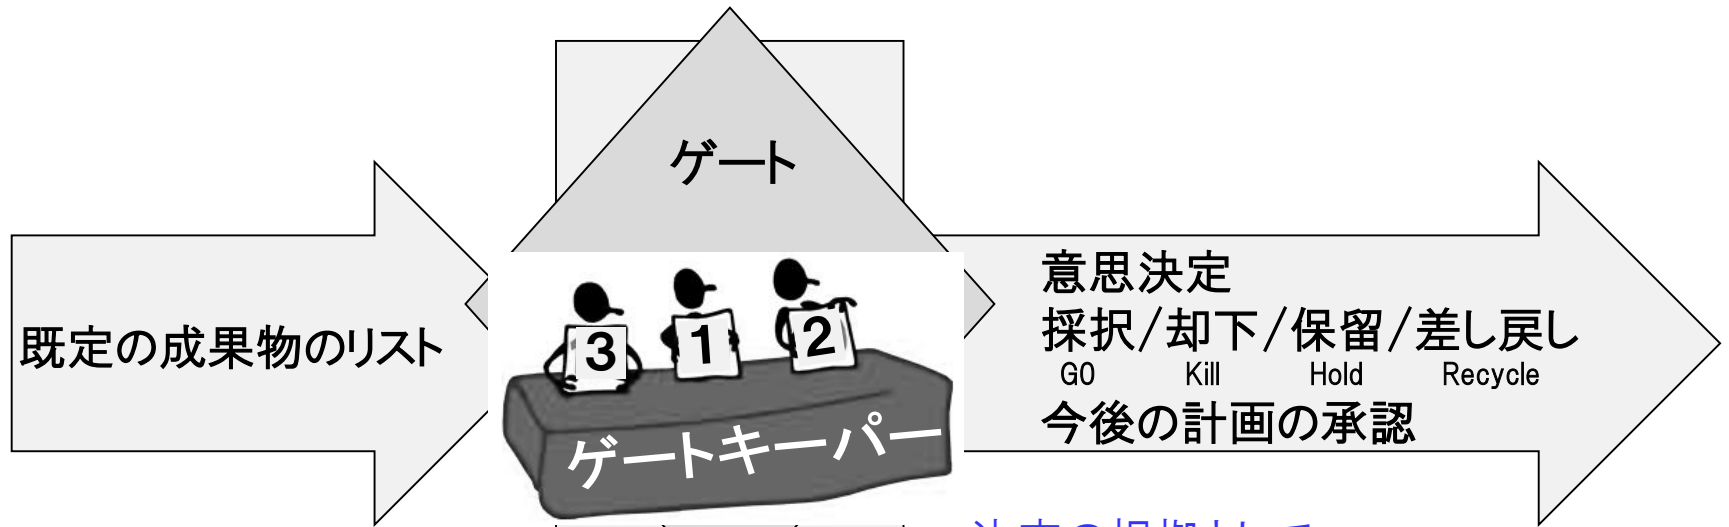 ゲート
既定の成果物のリスト
3 1 2
ゲートキーパー
意思決定
採択/却下/保留/差し戻し
GO Kill Hold Recycle
今後の計画の承認